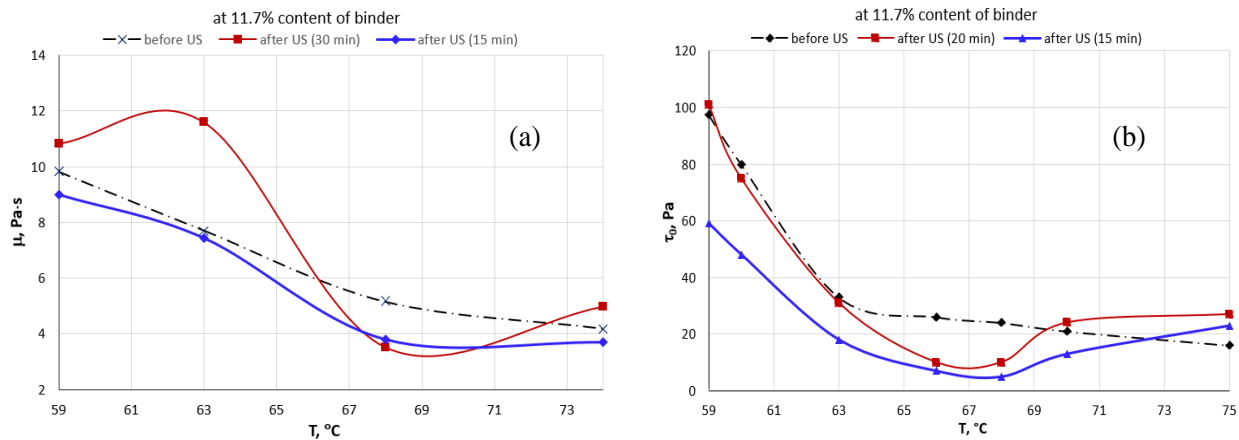 at 11.7% content of binder
before US after US (30 min) after US (15 min)
14
12
10
8
6
4
2
59 61 63 65 67 69 71 73
μ, Pa·s
T, °C
(a)
at 11.7% content of binder
before US after US (20 min) after US (15 min)
120
100
80
60
40
20
0
59 61 63 65 67 69 71 73 75
τ₀, Pa
T, °C
(b)